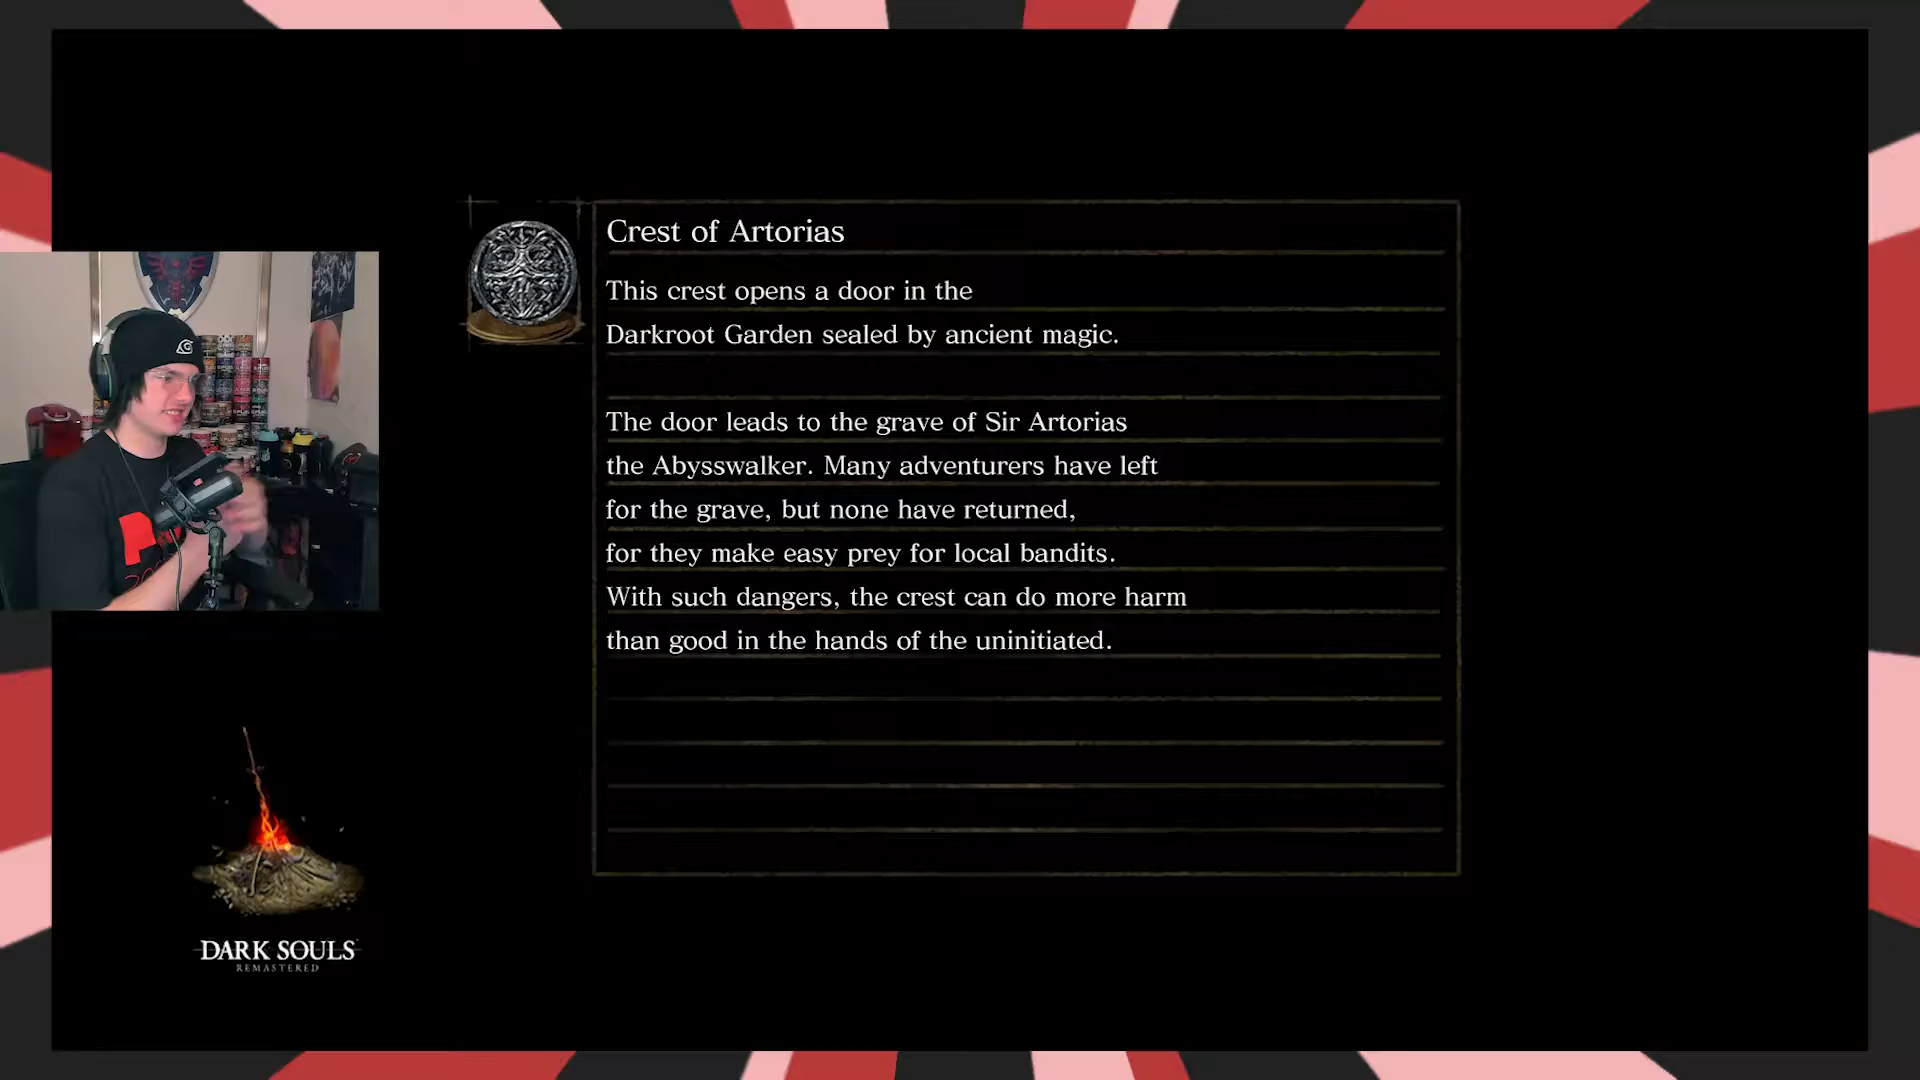 Crest of Artorias
This crest opens a door in the
Darkroot Garden sealed by ancient magic.
The door leads to the grave of Sir Artorias
the Abysswalker. Many adventurers have left
for the grave, but none have returned,
for they make easy prey for local bandits.
With such dangers, the crest can do more harm
than good in the hands of the uninitiated.
DARK SOULS
REMASTERED